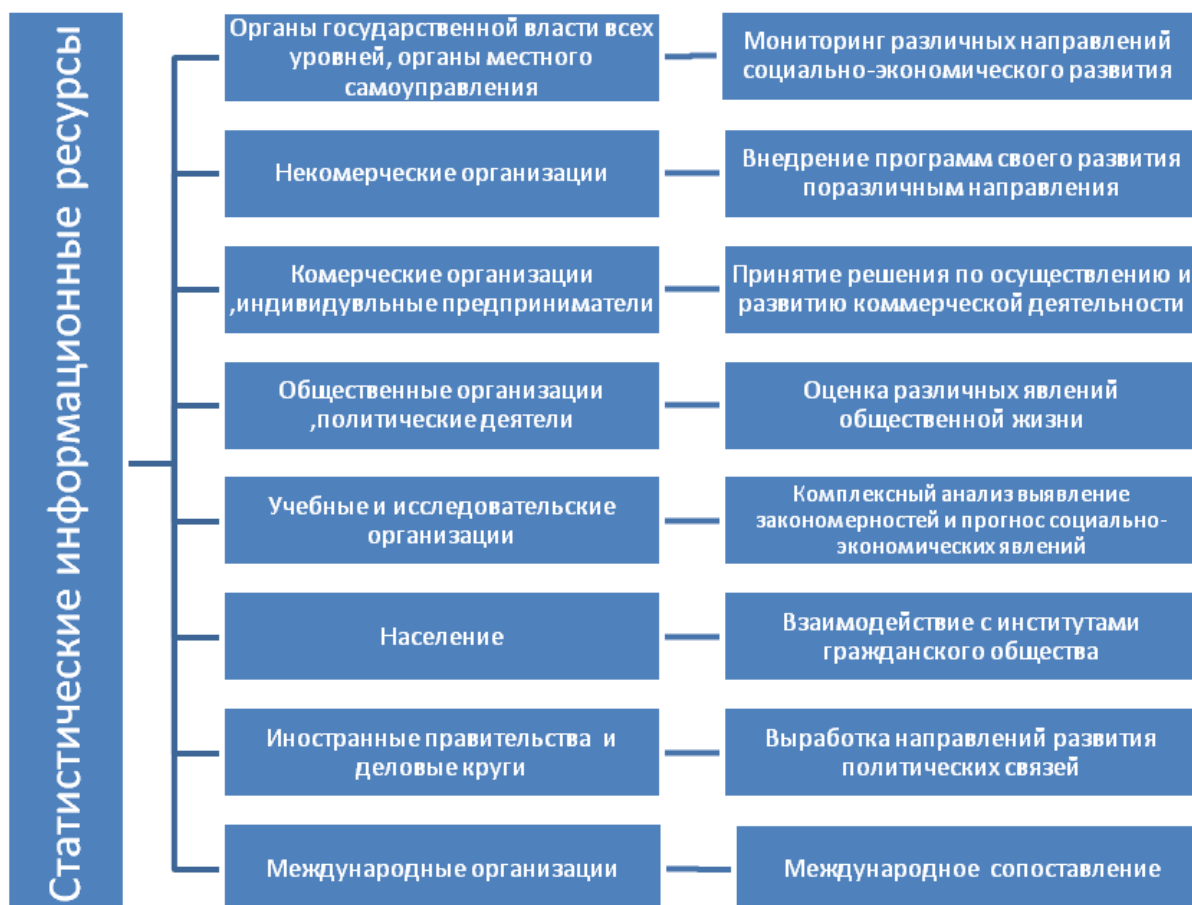 Статистические информационные ресурсы
Органы государственной власти всех
уровней, органы местного
самоуправления
Мониторинг различных направлений
социально-экономического развития
Некомерческие организации
Внедрение программ своего развития
поразличным направления
Комерческие организации
,индивидувльные предприниматели
Принятие решения по осуществлению и
развитию коммерческой деятельности
Общественные организации
,политические деятели
Оценка различных явлений
общественной жизни
Учебные и исследовательские
организации
Комплексный анализ выявление
закономерностей и прогноз социально-
экономических явлений
Население
Взаимодействие с институтами
гражданского общества
Иностранные правительства и
деловые круги
Выработка направлений развития
политических связей
Международные организации
Международное сопоставление